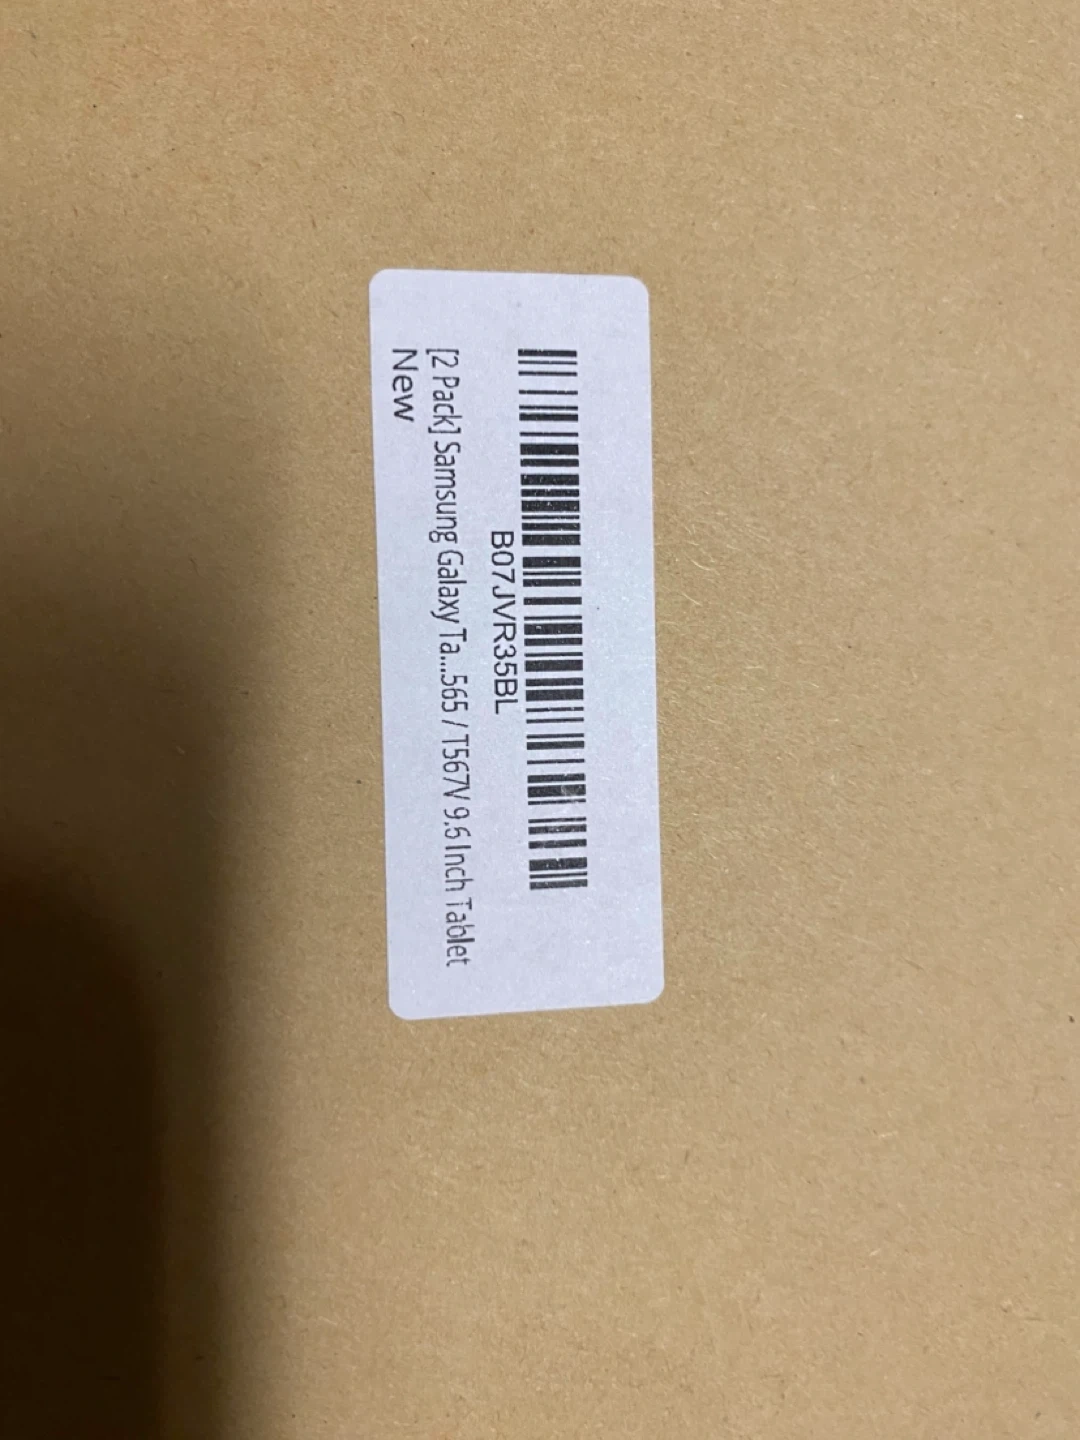 B07JVR35BL
[2 Pack] Samsung Galaxy Ta...565 / T567V 9.6 Inch Tablet
New